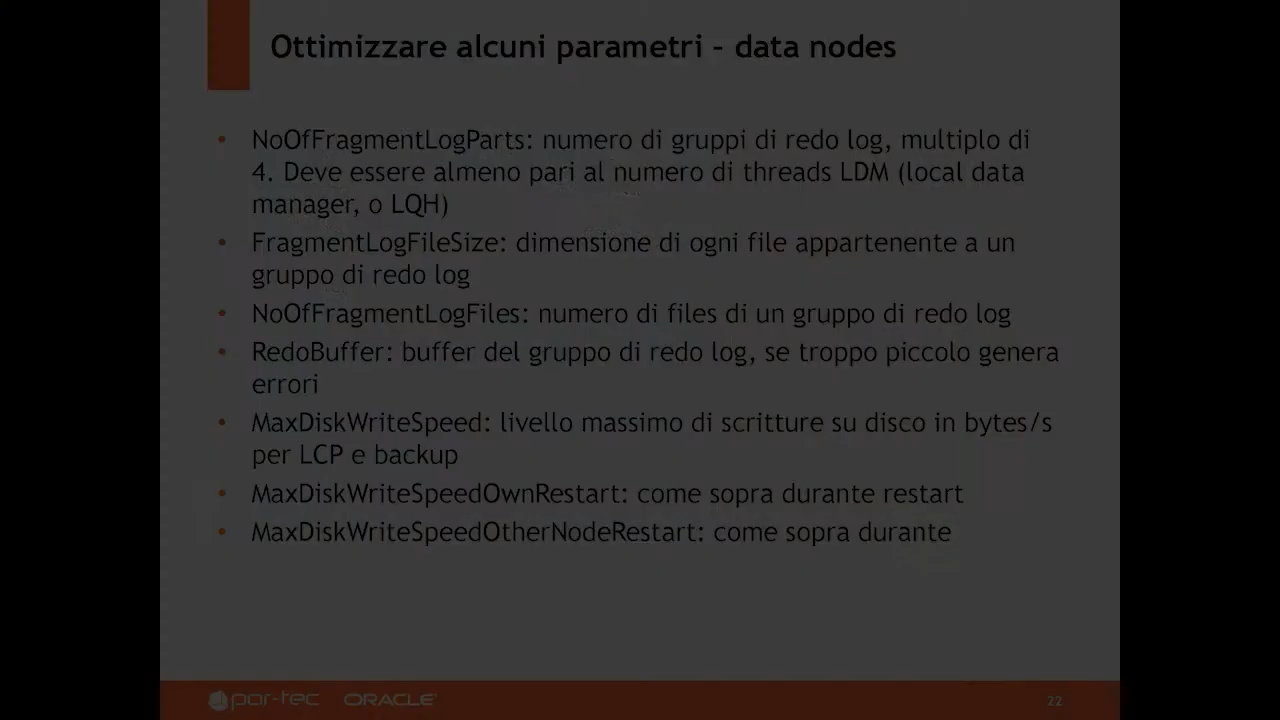 Ottimizzare alcuni parametri – data nodes
• NoOfFragmentLogParts: numero di gruppi di redo log, multiplo di
4. Deve essere almeno pari al numero di threads LDM (local data
manager, o LQH)
• FragmentLogFileSize: dimensione di ogni file appartenente a un
gruppo di redo log
• NoOfFragmentLogFiles: numero di files di un gruppo di redo log
• RedoBuffer: buffer del gruppo di redo log, se troppo piccolo genera
errori
• MaxDiskWriteSpeed: livello massimo di scritture su disco in bytes/s
per LCP e backup
• MaxDiskWriteSpeedOwnRestart: come sopra durante restart
• MaxDiskWriteSpeedOtherNodeRestart: come sopra durante
par-tec ORACLE 22